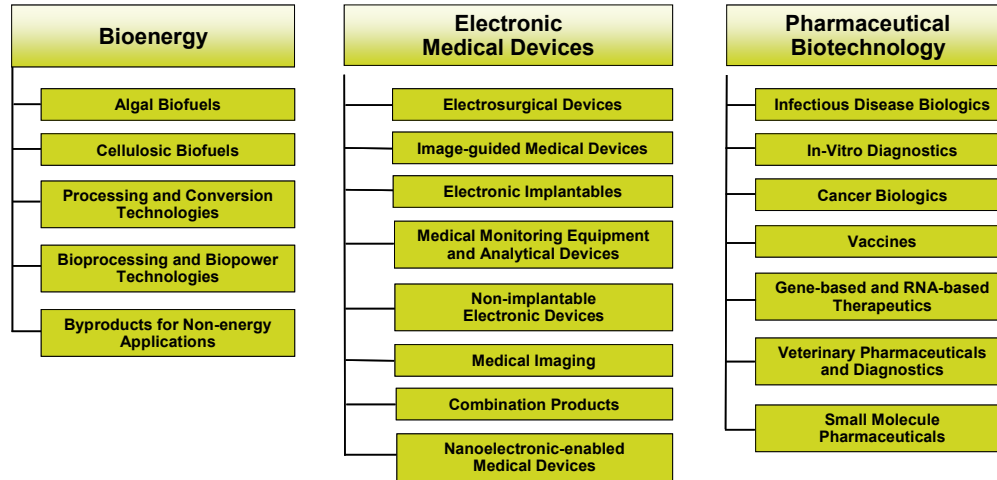 Bioenergy
Algal Biofuels
Cellulosic Biofuels
Processing and Conversion
Technologies
Bioprocessing and Biopower
Technologies
Byproducts for Non-energy
Applications
Electronic
Medical Devices
Electrosurgical Devices
Image-guided Medical Devices
Electronic Implantables
Medical Monitoring Equipment
and Analytical Devices
Non-implantable
Electronic Devices
Medical Imaging
Combination Products
Nanoelectronic-enabled
Medical Devices
Pharmaceutical
Biotechnology
Infectious Disease Biologics
In-Vitro Diagnostics
Cancer Biologics
Vaccines
Gene-based and RNA-based
Therapeutics
Veterinary Pharmaceuticals
and Diagnostics
Small Molecule
Pharmaceuticals